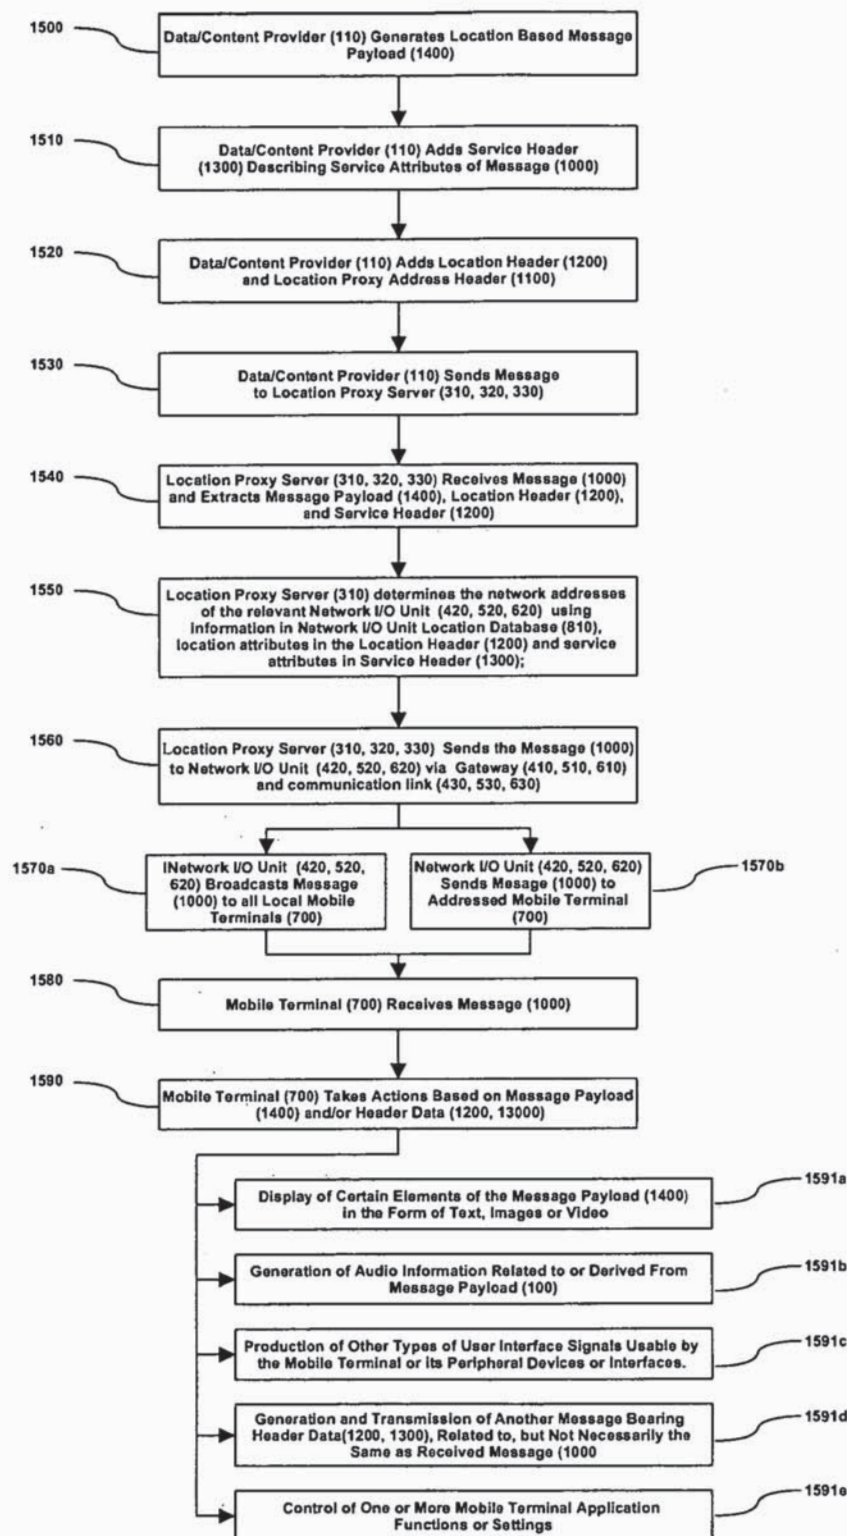 1500
Data/Content Provider (110) Generates Location Based Message
Payload (1400)
1510
Data/Content Provider (110) Adds Service Header
(1300) Describing Service Attributes of Message (1000)
1520
Data/Content Provider (110) Adds Location Header (1200)
and Location Proxy Address Header (1100)
1530
Data/Content Provider (110) Sends Message
to Location Proxy Server (310, 320, 330)
1540
Location Proxy Server (310, 320, 330) Receives Message (1000)
and Extracts Message Payload (1400), Location Header (1200),
and Service Header (1200)
1550
Location Proxy Server (310) determines the network addresses
of the relevant Network I/O Unit (420, 520, 620) using
information in Network I/O Unit Location Database (810),
location attributes in the Location Header (1200) and service
attributes in Service Header (1300);
1560
Location Proxy Server (310, 320, 330) Sends the Message (1000)
to Network I/O Unit (420, 520, 620) via Gateway (410, 510, 610)
and communication link (430, 530, 630)
1570a
INetwork I/O Unit (420, 520,
620) Broadcasts Message
(1000) to all Local Mobile
Terminals (700)
Network I/O Unit (420, 520, 620)
Sends Mesage (1000) to
Addressed Mobile Terminal
(700)
1570b
1580
Mobile Terminal (700) Receives Message (1000)
1590
Mobile Terminal (700) Takes Actions Based on Message Payload
(1400) and/or Header Data (1200, 13000)
1591a
Display of Certain Elements of the Message Payload (1400)
in the Form of Text, Images or Video
1591b
Generation of Audio Information Related to or Derived From
Message Payload (100)
1591c
Production of Other Types of User Interface Signals Usable by
the Mobile Terminal or its Peripheral Devices or Interfaces.
1591d
Generation and Transmission of Another Message Bearing
Header Data(1200, 1300), Related to, but Not Necessarily the
Same as Received Message (1000
1591e
Control of One or More Mobile Terminal Application
Functions or Settings